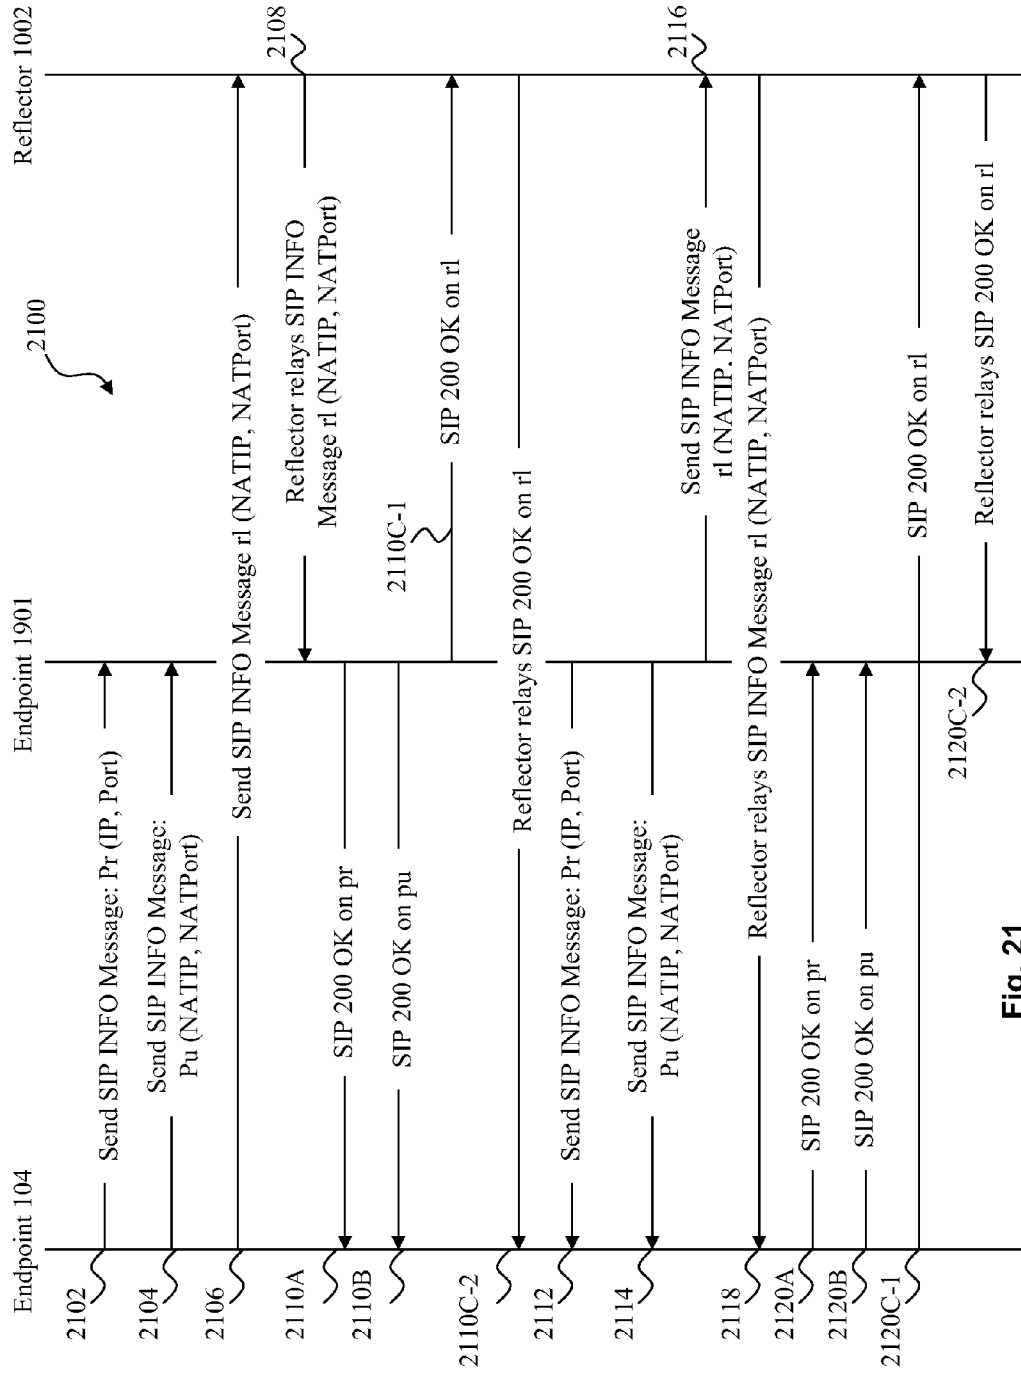 2100
Endpoint 104
Endpoint 1901
Reflector 1002
2102
Send SIP INFO Message: Pr (IP, Port)
2104
Send SIP INFO Message:
Pu (NATIP, NATPort)
2106
Send SIP INFO Message rl (NATIP, NATPort)
2108
Reflector relays SIP INFO
Message rl (NATIP, NATPort)
2110A
SIP 200 OK on pr
2110B
SIP 200 OK on pu
2110C-1
SIP 200 OK on rl
2110C-2
Reflector relays SIP 200 OK on rl
2112
Send SIP INFO Message: Pr (IP, Port)
2114
Send SIP INFO Message:
Pu (NATIP, NATPort)
2116
Send SIP INFO Message
rl (NATIP. NATPort)
2118
Reflector relays SIP INFO Message rl (NATIP, NATPort)
2120A
SIP 200 OK on pr
2120B
SIP 200 OK on pu
2120C-1
SIP 200 OK on rl
2120C-2
Reflector relays SIP 200 OK on rl
Fig. 21